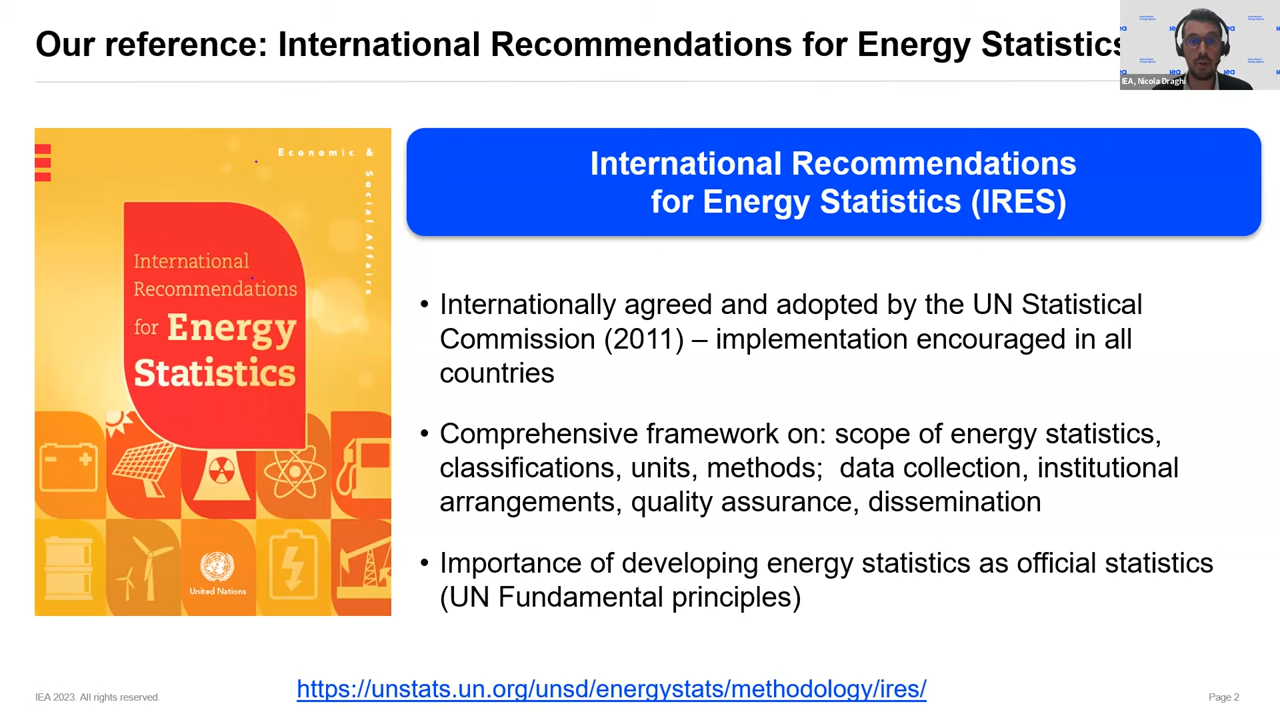 Our reference: International Recommendations for Energy Statistics
IEA, Nicola Draghi
Economic &
Social Affairs
International
Recommendations
for Energy
Statistics
United Nations
International Recommendations
for Energy Statistics (IRES)
• Internationally agreed and adopted by the UN Statistical
Commission (2011) – implementation encouraged in all
countries
• Comprehensive framework on: scope of energy statistics,
classifications, units, methods; data collection, institutional
arrangements, quality assurance, dissemination
• Importance of developing energy statistics as official statistics
(UN Fundamental principles)
https://unstats.un.org/unsd/energystats/methodology/ires/
IEA 2023. All rights reserved.
Page 2